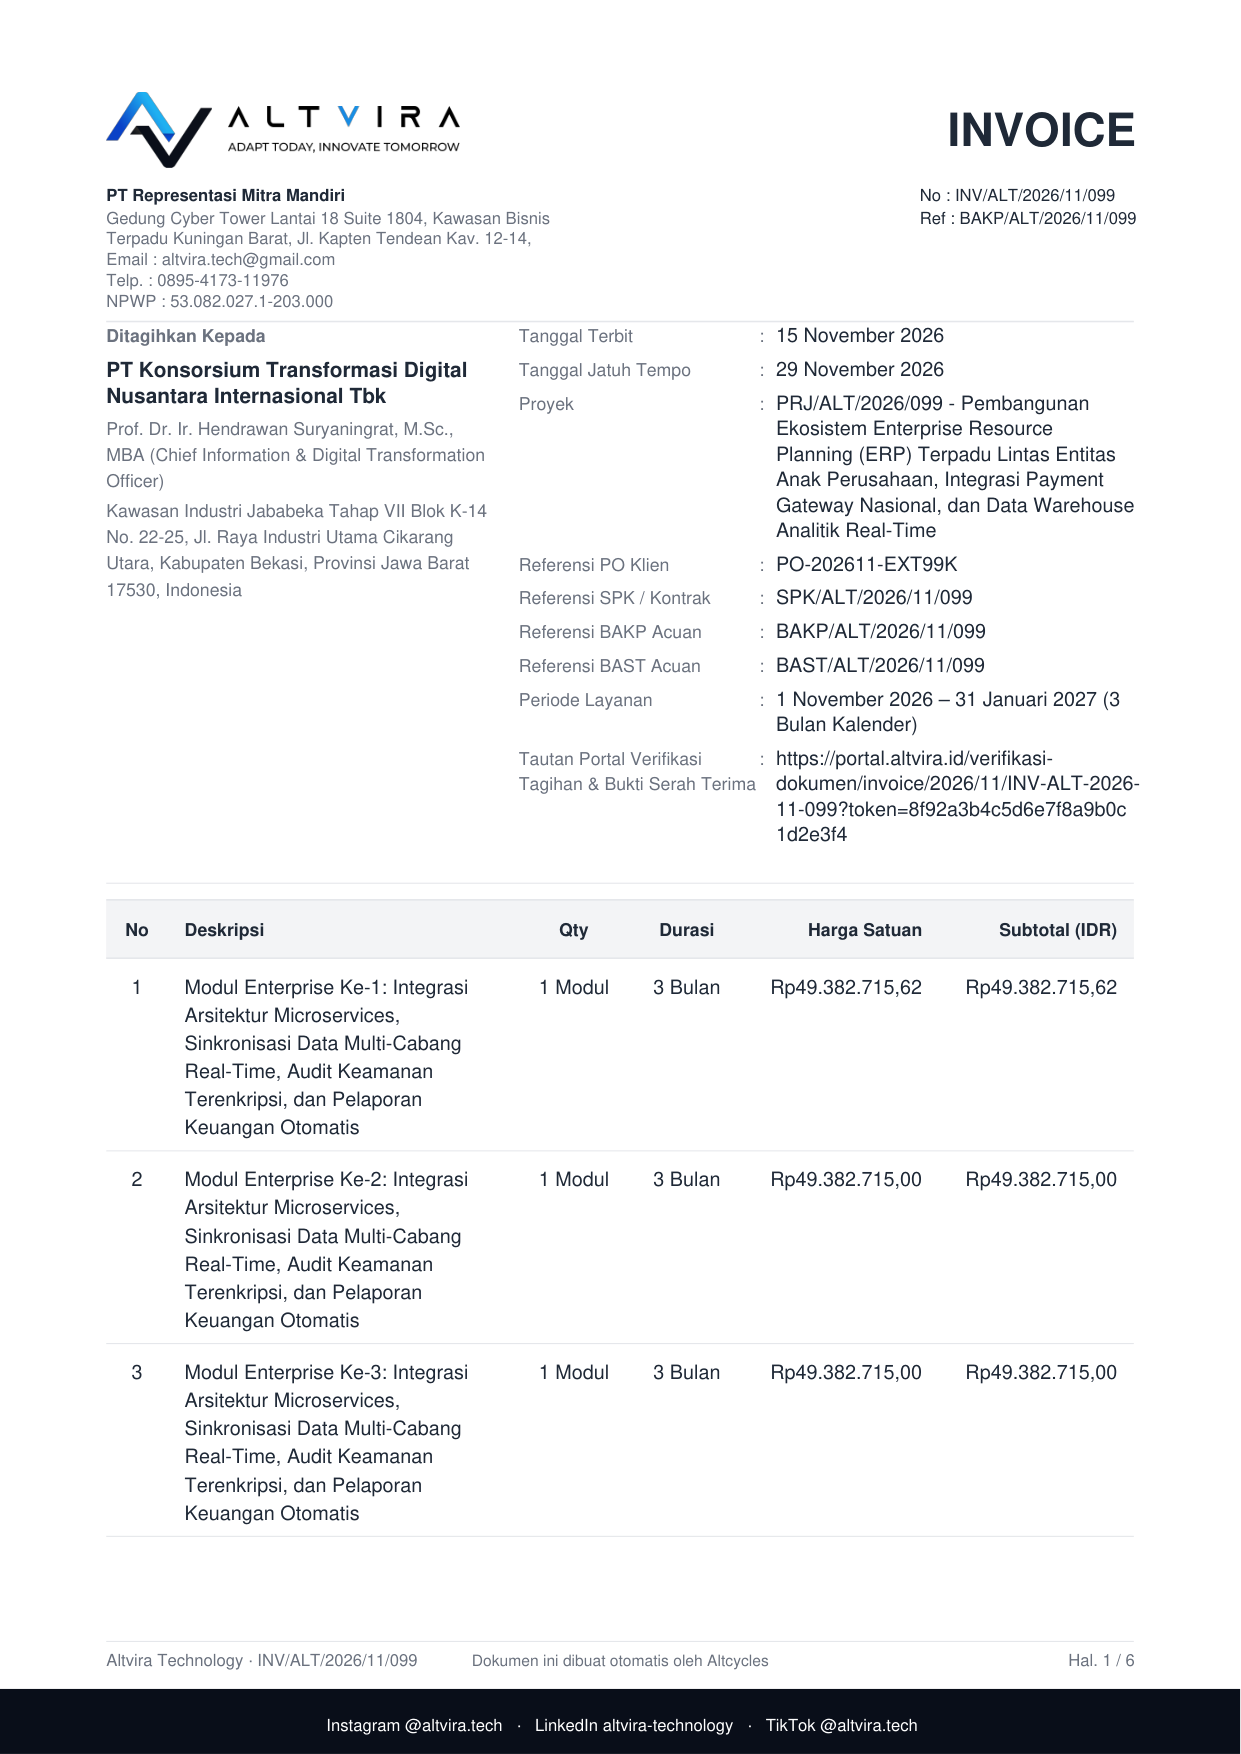 ALTVIRA
ADAPT TODAY, INNOVATE TOMORROW
INVOICE
PT Representasi Mitra Mandiri
Gedung Cyber Tower Lantai 18 Suite 1804, Kawasan Bisnis
Terpadu Kuningan Barat, Jl. Kapten Tendean Kav. 12-14,
Email : altvira.tech@gmail.com
Telp. : 0895-4173-11976
NPWP : 53.082.027.1-203.000
No : INV/ALT/2026/11/099
Ref : BAKP/ALT/2026/11/099
Ditagihkan Kepada
PT Konsorsium Transformasi Digital
Nusantara Internasional Tbk
Prof. Dr. Ir. Hendrawan Suryaningrat, M.Sc.,
MBA (Chief Information & Digital Transformation
Officer)
Kawasan Industri Jababeka Tahap VII Blok K-14
No. 22-25, Jl. Raya Industri Utama Cikarang
Utara, Kabupaten Bekasi, Provinsi Jawa Barat
17530, Indonesia
Tanggal Terbit : 15 November 2026
Tanggal Jatuh Tempo : 29 November 2026
Proyek : PRJ/ALT/2026/099 - Pembangunan
Ekosistem Enterprise Resource
Planning (ERP) Terpadu Lintas Entitas
Anak Perusahaan, Integrasi Payment
Gateway Nasional, dan Data Warehouse
Analitik Real-Time
Referensi PO Klien : PO-202611-EXT99K
Referensi SPK / Kontrak : SPK/ALT/2026/11/099
Referensi BAKP Acuan : BAKP/ALT/2026/11/099
Referensi BAST Acuan : BAST/ALT/2026/11/099
Periode Layanan : 1 November 2026 – 31 Januari 2027 (3
Bulan Kalender)
Tautan Portal Verifikasi : https://portal.altvira.id/verifikasi-
Tagihan & Bukti Serah Terima dokumen/invoice/2026/11/INV-ALT-2026-
11-099?token=8f92a3b4c5d6e7f8a9b0c
1d2e3f4
No Deskripsi Qty Durasi Harga Satuan Subtotal (IDR)
1 Modul Enterprise Ke-1: Integrasi 1 Modul 3 Bulan Rp49.382.715,62 Rp49.382.715,62
Arsitektur Microservices,
Sinkronisasi Data Multi-Cabang
Real-Time, Audit Keamanan
Terenkripsi, dan Pelaporan
Keuangan Otomatis
2 Modul Enterprise Ke-2: Integrasi 1 Modul 3 Bulan Rp49.382.715,00 Rp49.382.715,00
Arsitektur Microservices,
Sinkronisasi Data Multi-Cabang
Real-Time, Audit Keamanan
Terenkripsi, dan Pelaporan
Keuangan Otomatis
3 Modul Enterprise Ke-3: Integrasi 1 Modul 3 Bulan Rp49.382.715,00 Rp49.382.715,00
Arsitektur Microservices,
Sinkronisasi Data Multi-Cabang
Real-Time, Audit Keamanan
Terenkripsi, dan Pelaporan
Keuangan Otomatis
Altvira Technology · INV/ALT/2026/11/099 Dokumen ini dibuat otomatis oleh Altcycles Hal. 1 / 6
Instagram @altvira.tech · LinkedIn altvira-technology · TikTok @altvira.tech